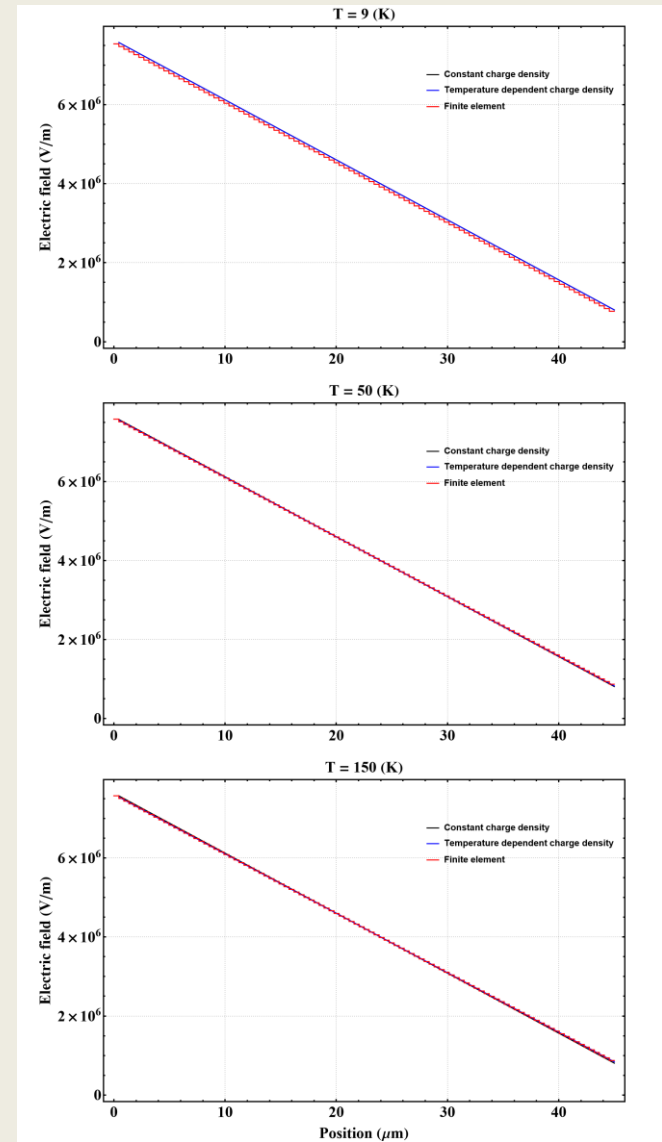 T = 9 (K)
Constant charge density
Temperature dependent charge density
Finite element
Electric field (V/m)
6 × 10⁶
4 × 10⁶
2 × 10⁶
0
0 10 20 30 40
T = 50 (K)
Constant charge density
Temperature dependent charge density
Finite element
Electric field (V/m)
6 × 10⁶
4 × 10⁶
2 × 10⁶
0
0 10 20 30 40
T = 150 (K)
Constant charge density
Temperature dependent charge density
Finite element
Electric field (V/m)
6 × 10⁶
4 × 10⁶
2 × 10⁶
0
0 10 20 30 40
Position (μm)